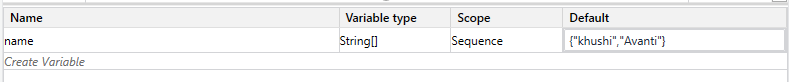 Name Variable type Scope Default
name String[] Sequence {"khushi","Avanti"}
Create Variable